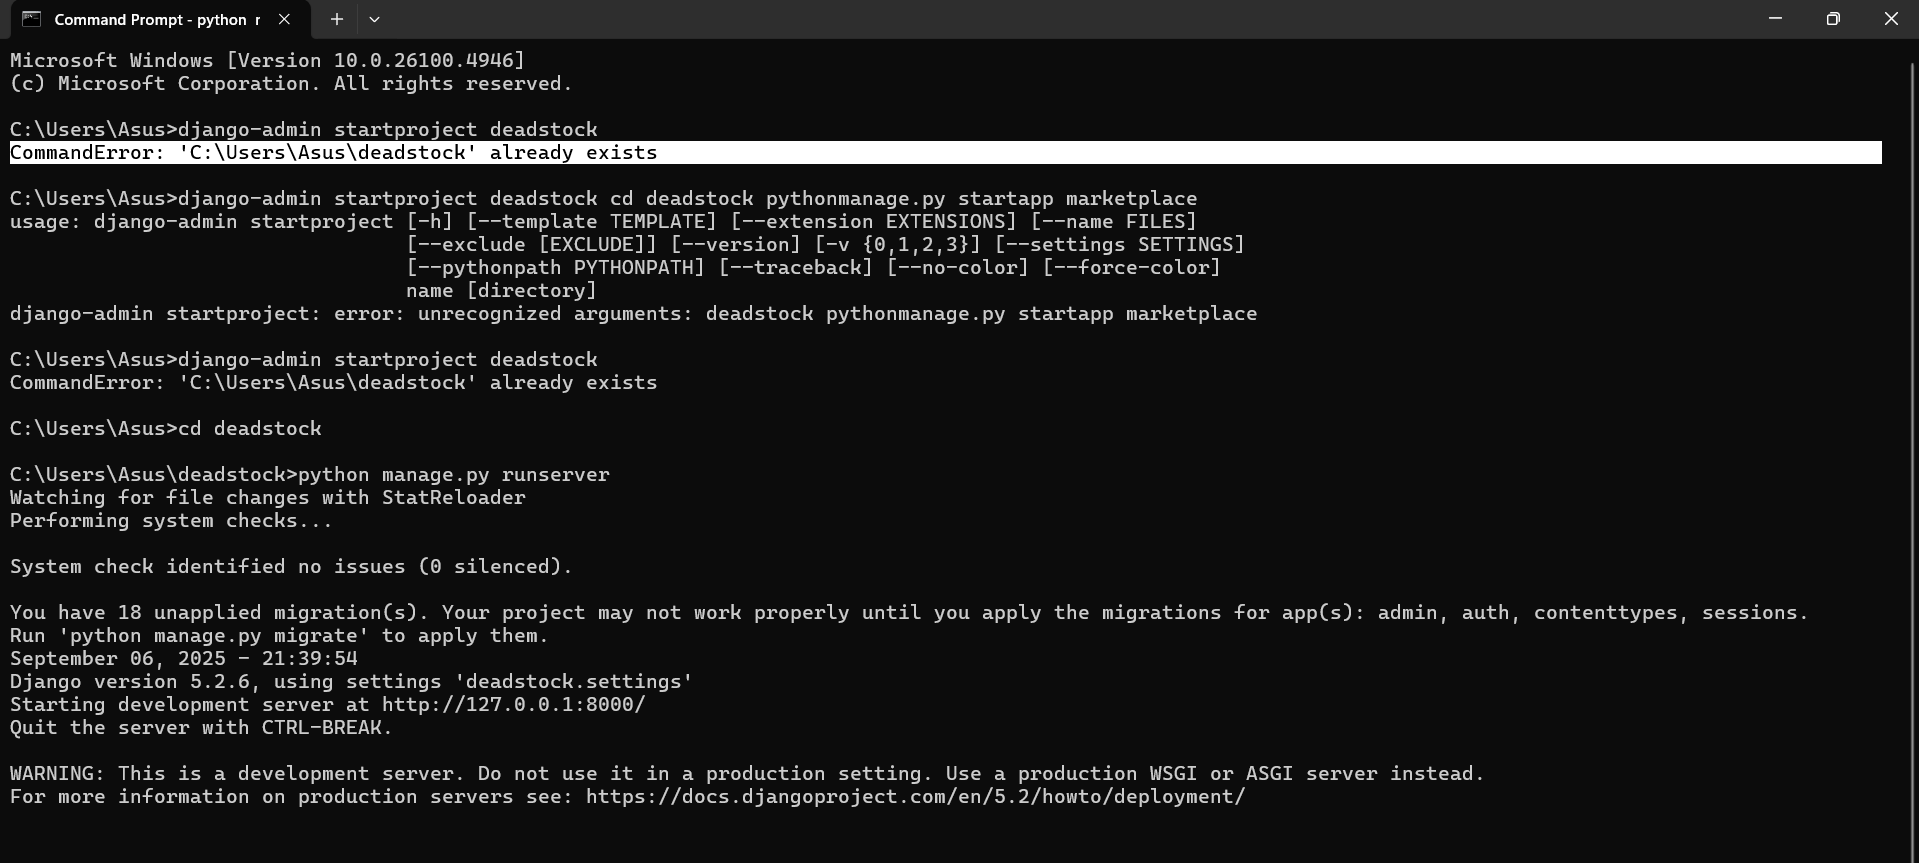 Command Prompt - python r
Microsoft Windows [Version 10.0.26100.4946]
(c) Microsoft Corporation. All rights reserved.
C:\Users\Asus>django-admin startproject deadstock
CommandError: 'C:\Users\Asus\deadstock' already exists
C:\Users\Asus>django-admin startproject deadstock cd deadstock pythonmanage.py startapp marketplace
usage: django-admin startproject [-h] [--template TEMPLATE] [--extension EXTENSIONS] [--name FILES]
[--exclude [EXCLUDE]] [--version] [-v {0,1,2,3}] [--settings SETTINGS]
[--pythonpath PYTHONPATH] [--traceback] [--no-color] [--force-color]
name [directory]
django-admin startproject: error: unrecognized arguments: deadstock pythonmanage.py startapp marketplace
C:\Users\Asus>django-admin startproject deadstock
CommandError: 'C:\Users\Asus\deadstock' already exists
C:\Users\Asus>cd deadstock
C:\Users\Asus\deadstock>python manage.py runserver
Watching for file changes with StatReloader
Performing system checks...
System check identified no issues (0 silenced).
You have 18 unapplied migration(s). Your project may not work properly until you apply the migrations for app(s): admin, auth, contenttypes, sessions.
Run 'python manage.py migrate' to apply them.
September 06, 2025 - 21:39:54
Django version 5.2.6, using settings 'deadstock.settings'
Starting development server at http://127.0.0.1:8000/
Quit the server with CTRL-BREAK.
WARNING: This is a development server. Do not use it in a production setting. Use a production WSGI or ASGI server instead.
For more information on production servers see: https://docs.djangoproject.com/en/5.2/howto/deployment/